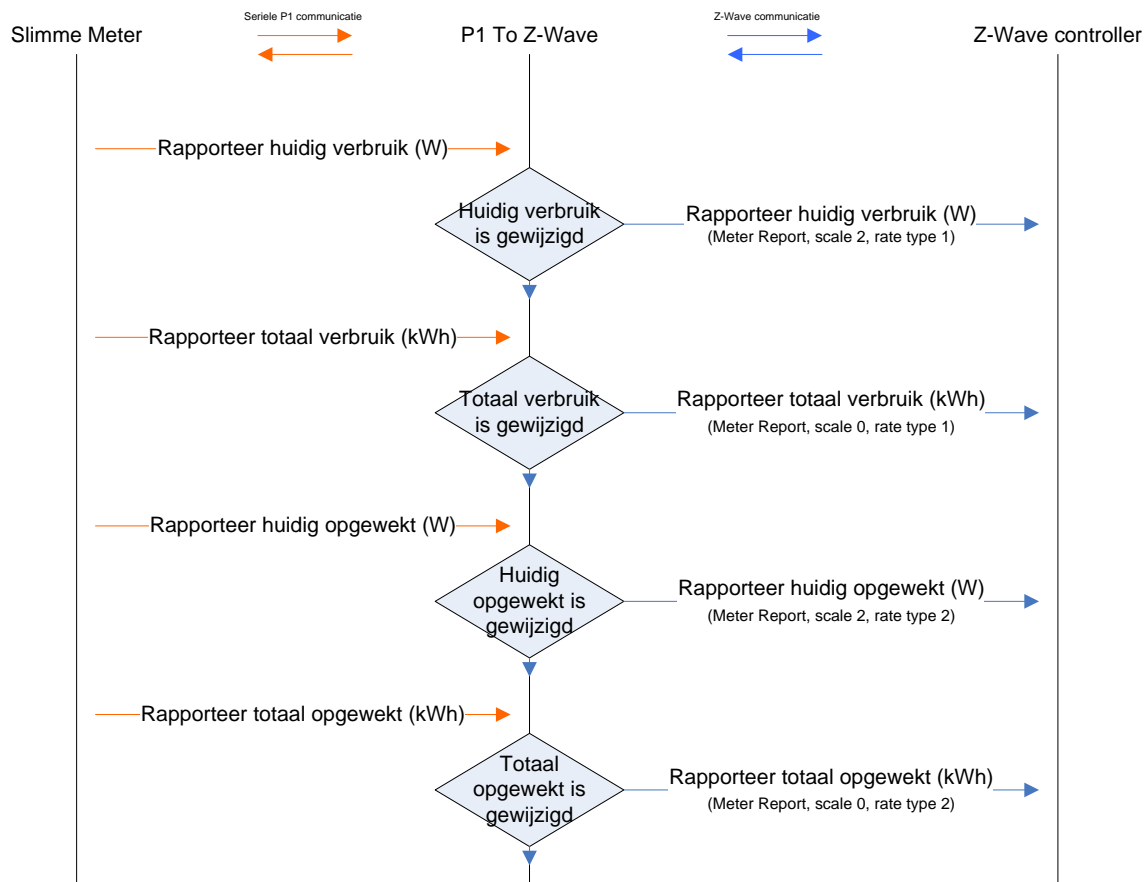 Seriele P1 communicatie
Z-Wave communicatie
Slimme Meter
P1 To Z-Wave
Z-Wave controller
Rapporteer huidig verbruik (W)
Huidig verbruik
is gewijzigd
Rapporteer huidig verbruik (W)
(Meter Report, scale 2, rate type 1)
Rapporteer totaal verbruik (kWh)
Totaal verbruik
is gewijzigd
Rapporteer totaal verbruik (kWh)
(Meter Report, scale 0, rate type 1)
Rapporteer huidig opgewekt (W)
Huidig
opgewekt is
gewijzigd
Rapporteer huidig opgewekt (W)
(Meter Report, scale 2, rate type 2)
Rapporteer totaal opgewekt (kWh)
Totaal
opgewekt is
gewijzigd
Rapporteer totaal opgewekt (kWh)
(Meter Report, scale 0, rate type 2)